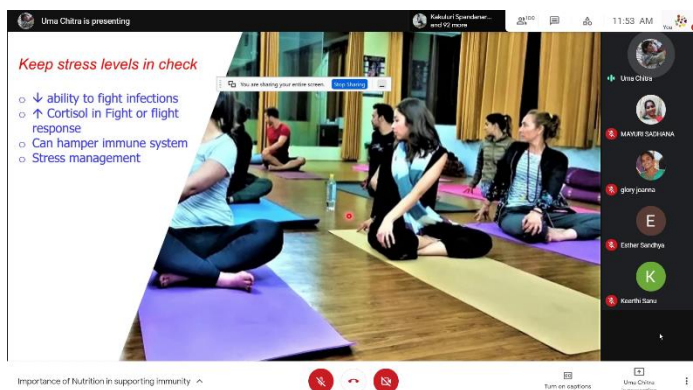 Uma Chitra is presenting
Kakuluri Spandanar...
and 92 more
100
11:53 AM
You
Keep stress levels in check
↓ ability to fight infections
↑ Cortisol in Fight or flight
response
Can hamper immune system
Stress management
You are sharing your entire screen.
Stop Sharing
Uma Chitra
MAYURI SADHANA
glory joanna
E
Esther Sandhya
K
Keerthi Sanu
Importance of Nutrition in supporting immunity
Turn on captions
Uma Chitra